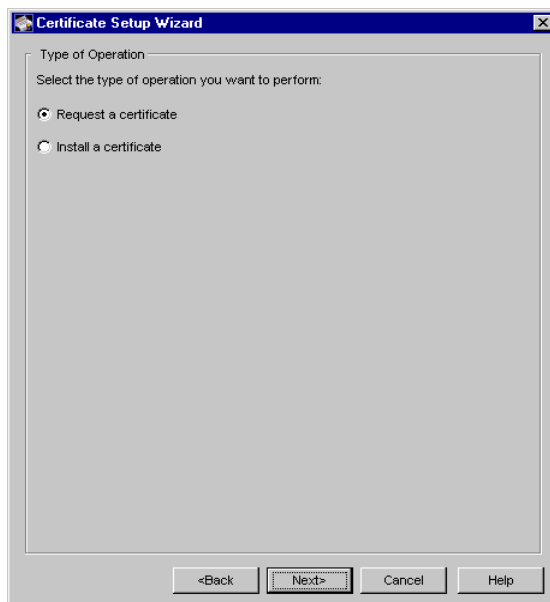 Certificate Setup Wizard
Type of Operation
Select the type of operation you want to perform:
Request a certificate
Install a certificate
<Back Next> Cancel Help